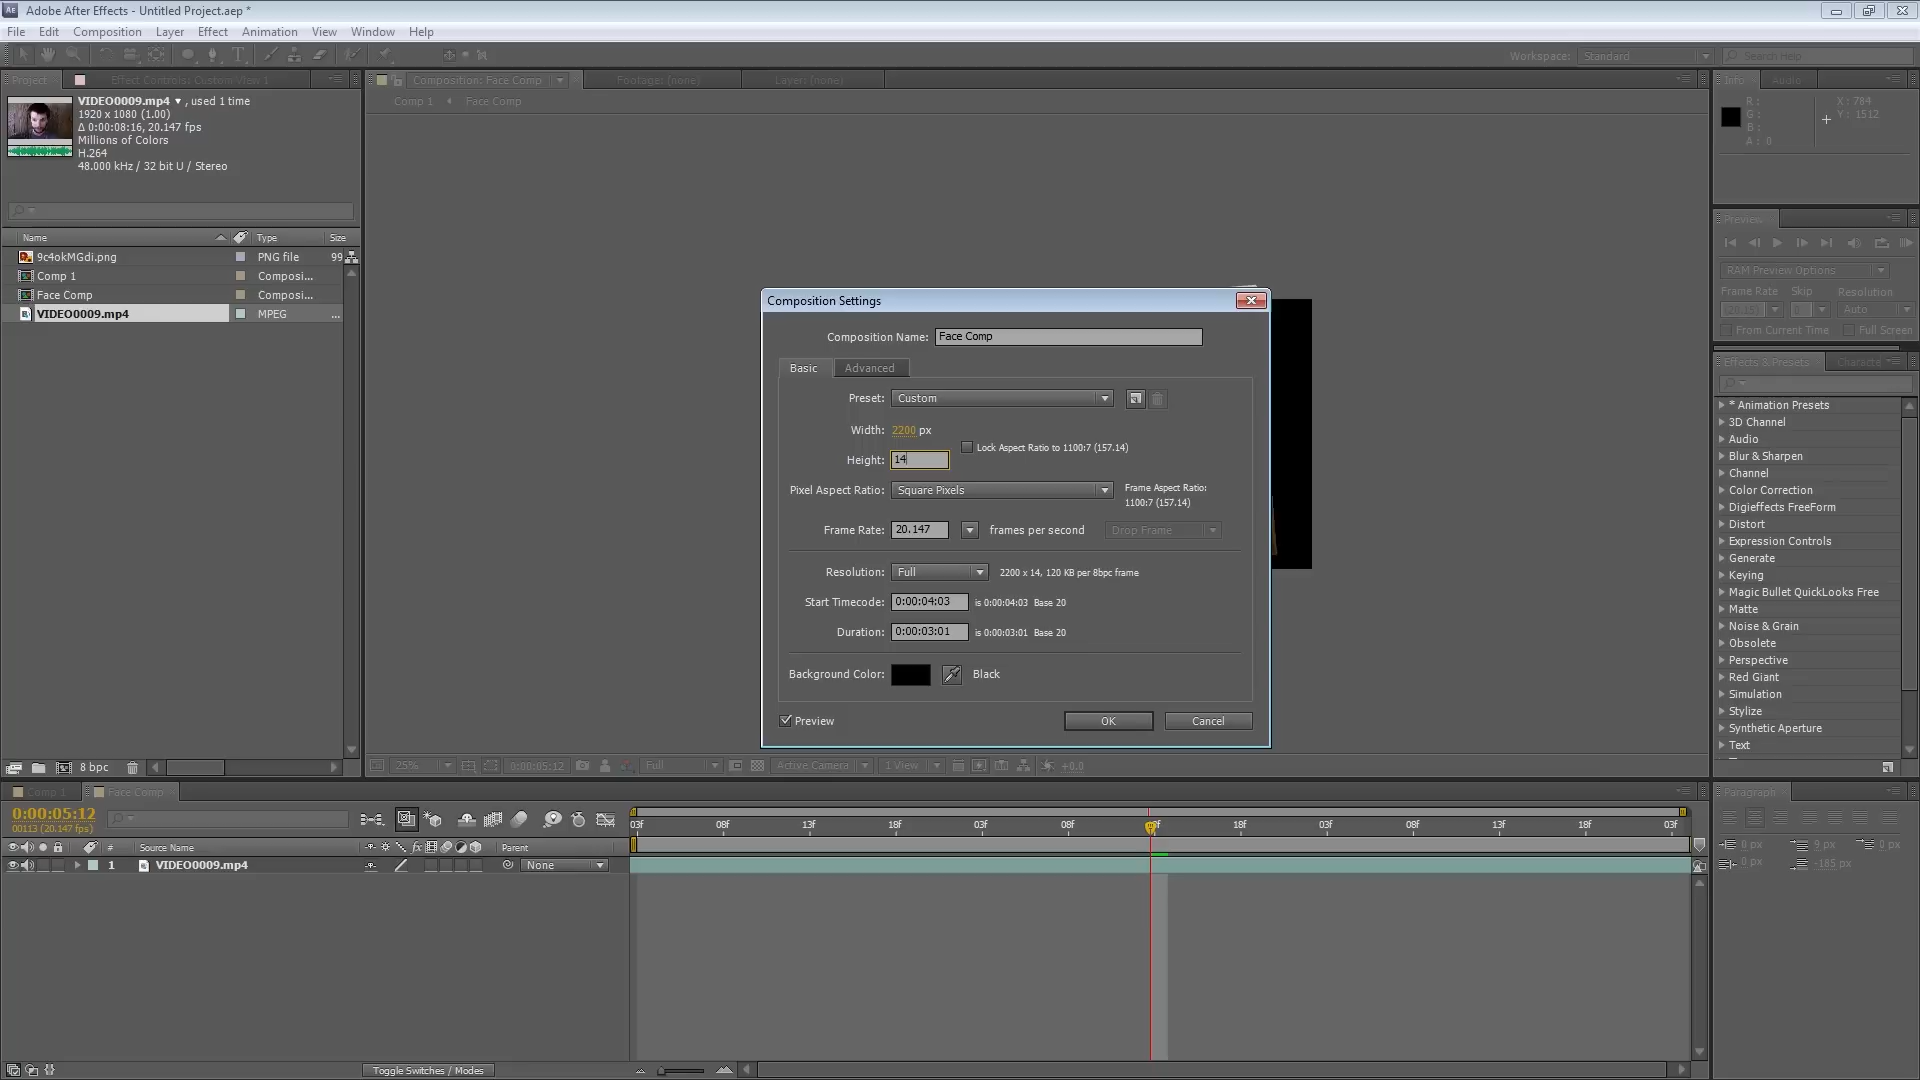 Adobe After Effects - Untitled Project.aep *
File Edit Composition Layer Effect Animation View Window Help
Workspace: Standard Search Help
Project Effect Controls: Custom View 1 Composition: Face Comp Footage: (none) Layer: (none) Info Audio
VIDEO0009.mp4 ▼ , used 1 time
1920 x 1080 (1.00)
Δ 0:00:08:16, 20.147 fps
Millions of Colors
H.264
48.000 kHz / 32 bit U / Stereo
Comp 1 Face Comp
R :
G :
B :
A : 0
X : 784
Y : 1512
Name Type Size
9c4okMGdi.png PNG file 99
Comp 1 Composi...
Face Comp Composi...
VIDEO0009.mp4 MPEG ...
8 bpc
Composition Settings
Composition Name: Face Comp
Basic Advanced
Preset: Custom
Width: 2200 px
Lock Aspect Ratio to 1100:7 (157.14)
Height: 14
Pixel Aspect Ratio: Square Pixels
Frame Aspect Ratio:
1100:7 (157.14)
Frame Rate: 20.147 frames per second Drop Frame
Resolution: Full 2200 x 14, 120 KB per 8bpc frame
Start Timecode: 0:00:04:03 is 0:00:04:03 Base 20
Duration: 0:00:03:01 is 0:00:03:01 Base 20
Background Color: Black
Preview OK Cancel
25% 0:00:05:12 Full Active Camera 1 View +0.0
Preview
RAM Preview Options
Frame Rate Skip Resolution
(20.15) 0 Auto
From Current Time Full Screen
Effects & Presets Characte
* Animation Presets
3D Channel
Audio
Blur & Sharpen
Channel
Color Correction
Digieffects FreeForm
Distort
Expression Controls
Generate
Keying
Magic Bullet QuickLooks Free
Matte
Noise & Grain
Obsolete
Perspective
Red Giant
Simulation
Stylize
Synthetic Aperture
Text
Comp 1 Face Comp
0:00:05:12
00113 (20.147 fps)
03f 08f 13f 18f 03f 08f 18f 03f 08f 13f 18f 03f
# Source Name fx Parent
1 VIDEO0009.mp4 None
Toggle Switches / Modes
Paragraph
0 px 9 px 0 px
0 px -185 px